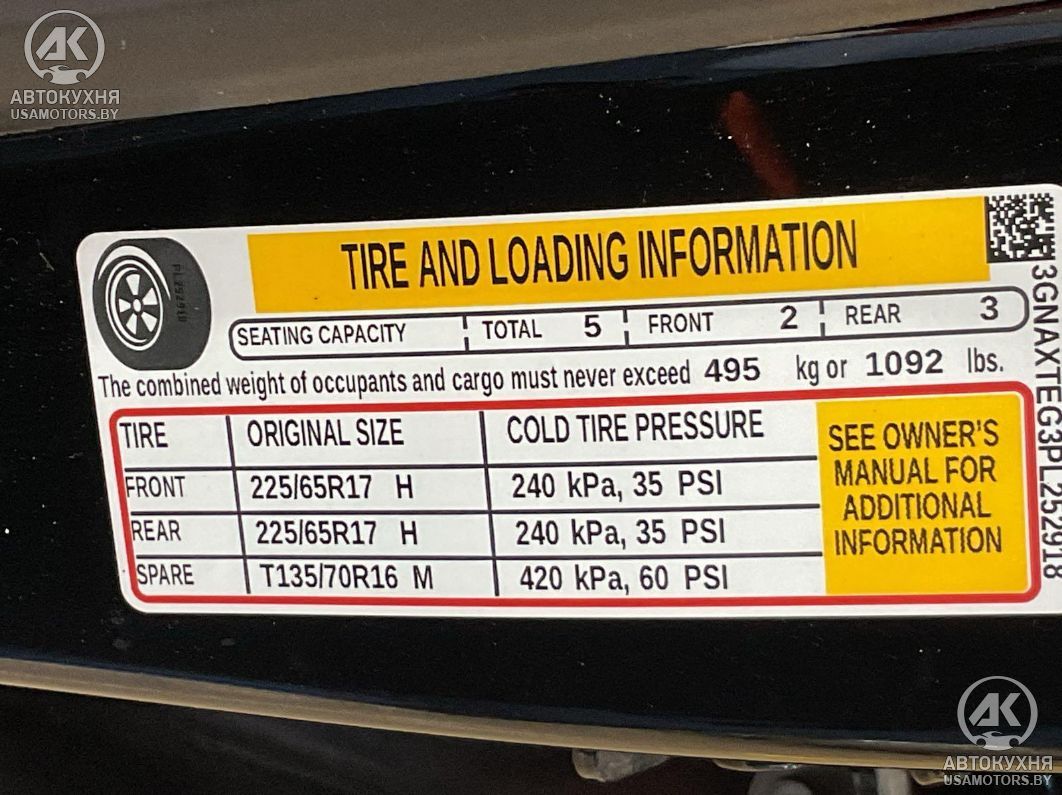 AK
АВТОКУХНЯ
USAMOTORS.BY
TIRE AND LOADING INFORMATION
SEATING CAPACITY TOTAL 5 FRONT 2 REAR 3
The combined weight of occupants and cargo must never exceed 495 kg or 1092 lbs.
TIRE ORIGINAL SIZE COLD TIRE PRESSURE
FRONT 225/65R17 H 240 kPa, 35 PSI
REAR 225/65R17 H 240 kPa, 35 PSI
SPARE T135/70R16 M 420 kPa, 60 PSI
SEE OWNER'S
MANUAL FOR
ADDITIONAL
INFORMATION
3GNAXTEG3PL252918
PL252918
AK
АВТОКУХНЯ
USAMOTORS.BY